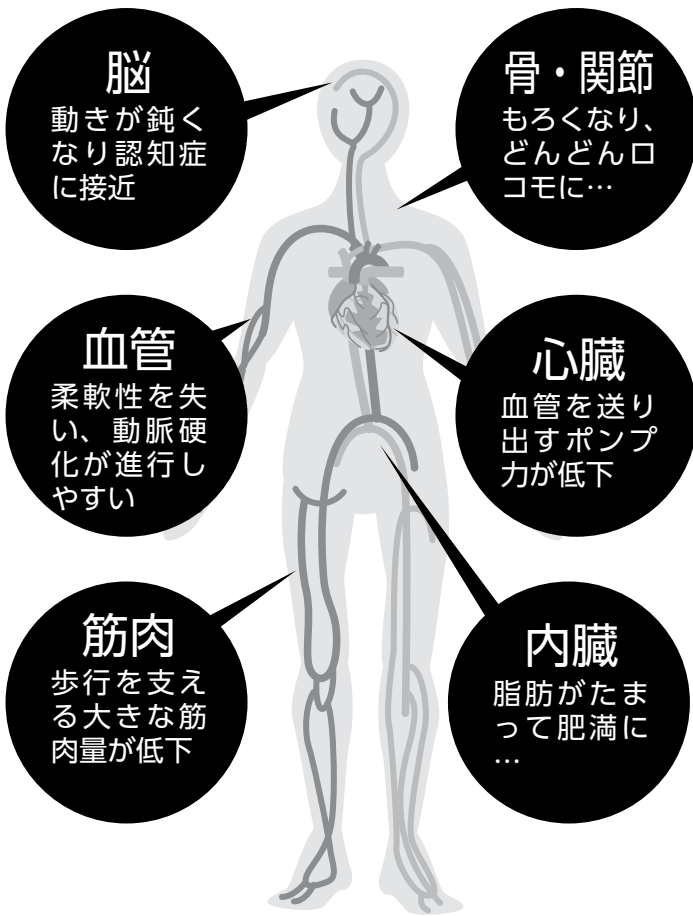 脳
動きが鈍く
なり認知症
に接近
骨・関節
もろくなり、
どんどんロ
コモに…
血管
柔軟性を失
い、動脈硬
化が進行し
やすい
心臓
血管を送り
出すポンプ
力が低下
筋肉
歩行を支え
る大きな筋
肉量が低下
内臓
脂肪がたま
って肥満に
…